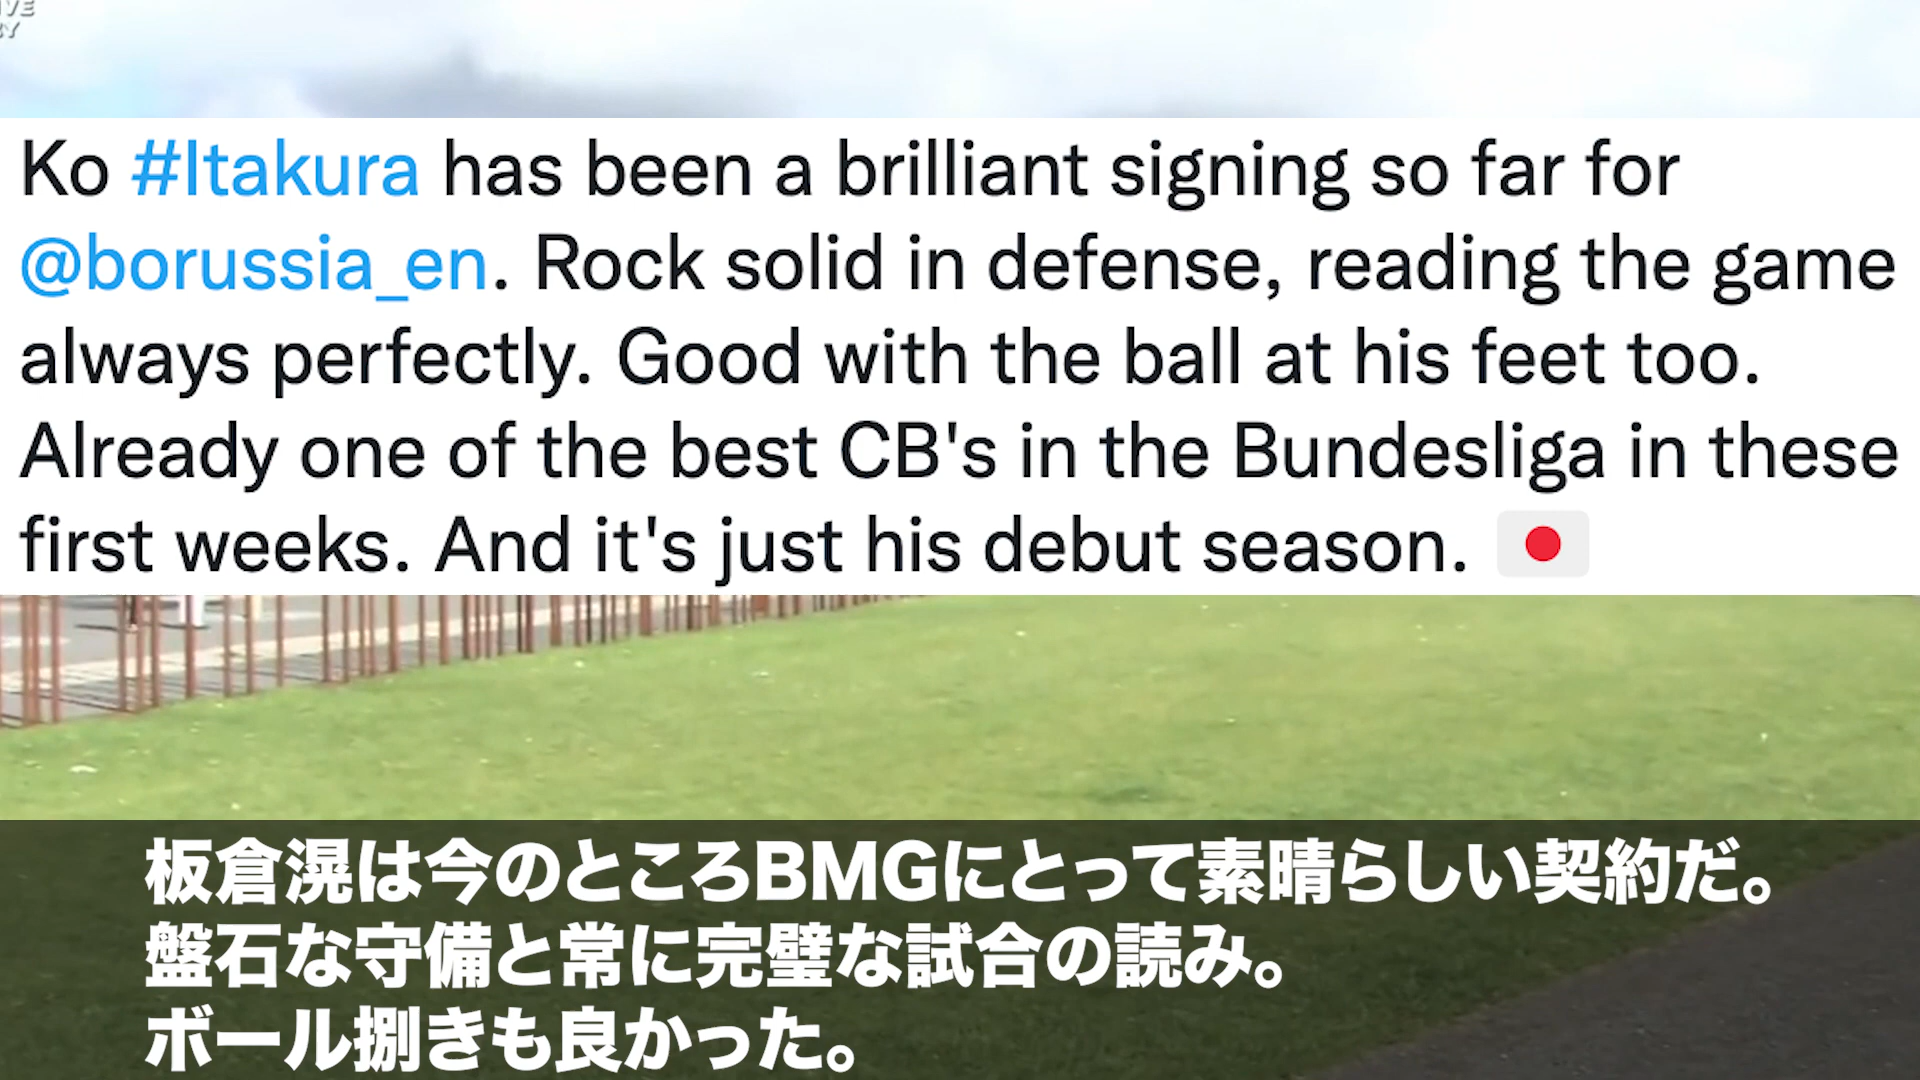 Ko #Itakura has been a brilliant signing so far for
@borussia_en. Rock solid in defense, reading the game
always perfectly. Good with the ball at his feet too.
Already one of the best CB's in the Bundesliga in these
first weeks. And it's just his debut season.
板倉滉は今のところBMGにとって素晴らしい契約だ。
盤石な守備と常に完璧な試合の読み。
ボール捌きも良かった。